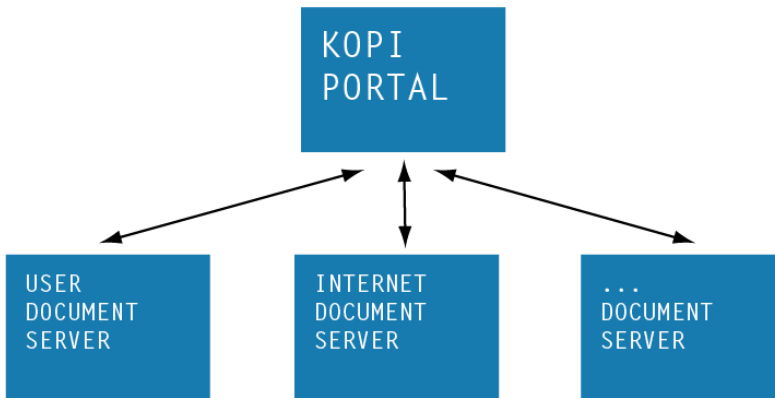 KOPI
PORTAL
USER
DOCUMENT
SERVER
INTERNET
DOCUMENT
SERVER
...
DOCUMENT
SERVER